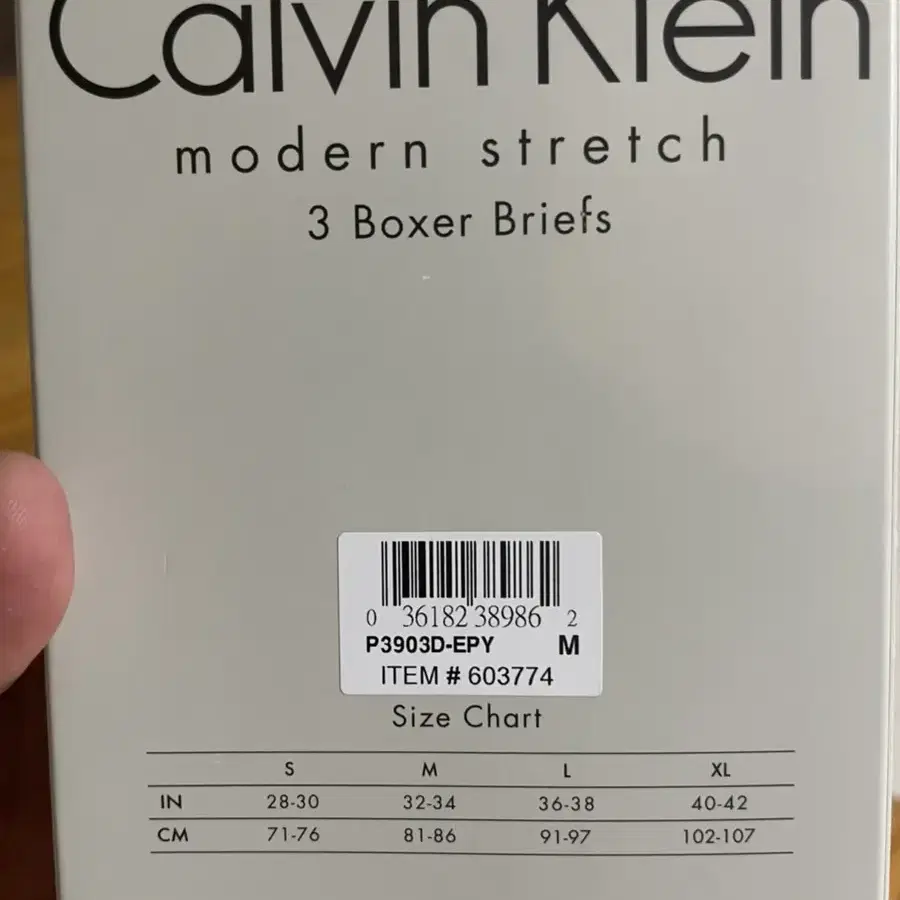 Calvin Klein
modern stretch
3 Boxer Briefs
0 36182 38986 2
P3903D-EPY M
ITEM # 603774
Size Chart
S M L XL
IN 28-30 32-34 36-38 40-42
CM 71-76 81-86 91-97 102-107